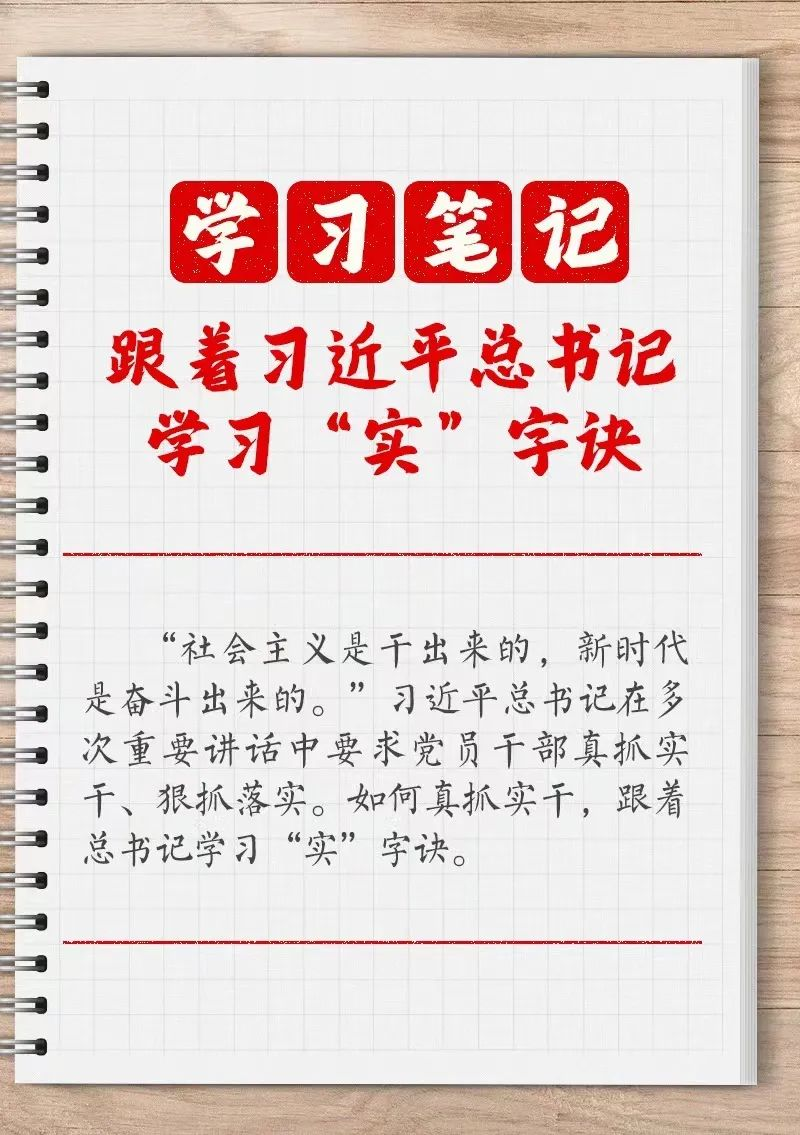 学习笔记
跟着习近平总书记
学习“实”字诀
“社会主义是干出来的，新时代
是奋斗出来的。”习近平总书记在多
次重要讲话中要求党员干部真抓实
干、狠抓落实。如何真抓实干，跟着
总书记学习“实”字诀。